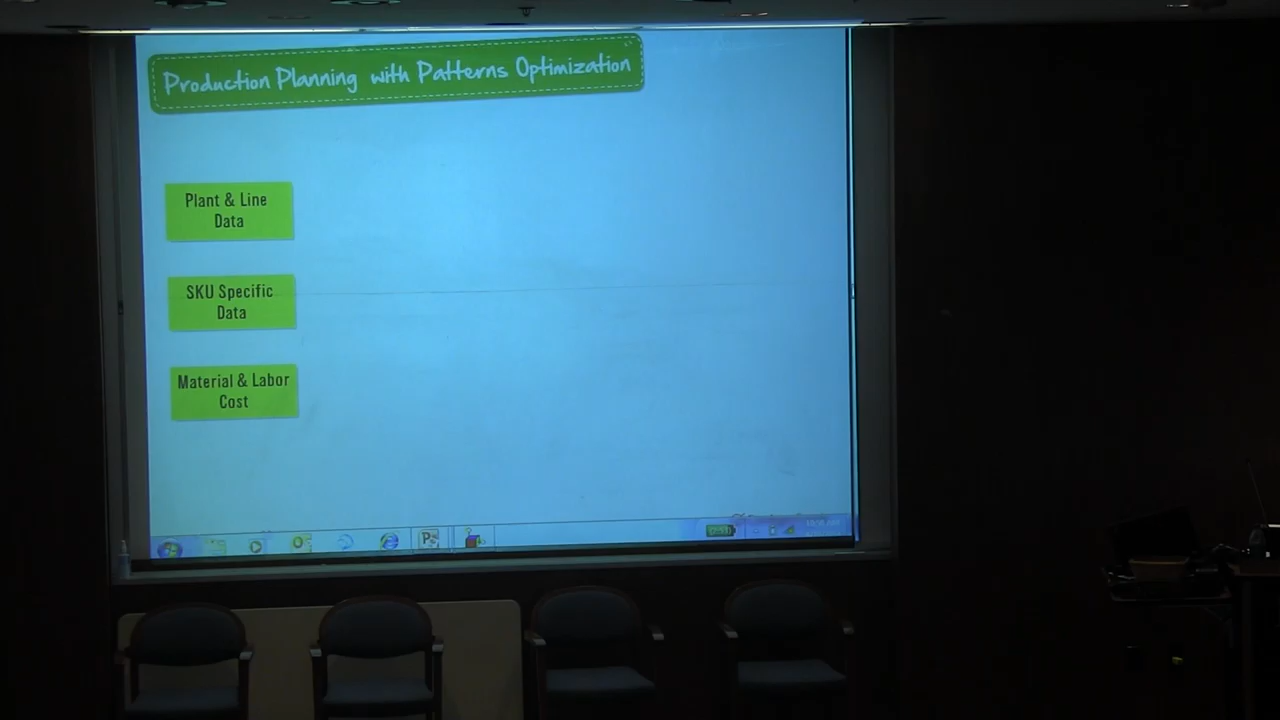 Production Planning with Patterns Optimization
Plant & Line
Data
SKU Specific
Data
Material & Labor
Cost